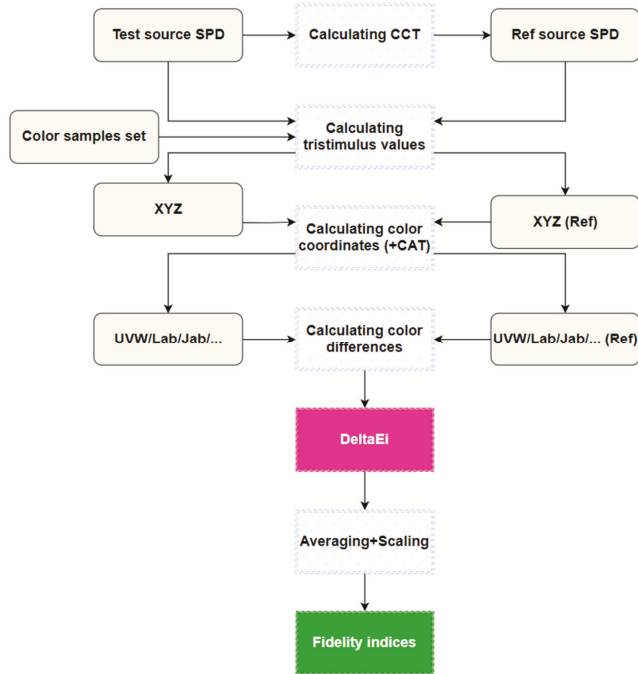 Test source SPD
Calculating CCT
Ref source SPD
Color samples set
Calculating
tristimulus values
XYZ
Calculating color
coordinates (+CAT)
XYZ (Ref)
UVW/Lab/Jab/...
Calculating color
differences
UVW/Lab/Jab/... (Ref)
DeltaEi
Averaging+Scaling
Fidelity indices